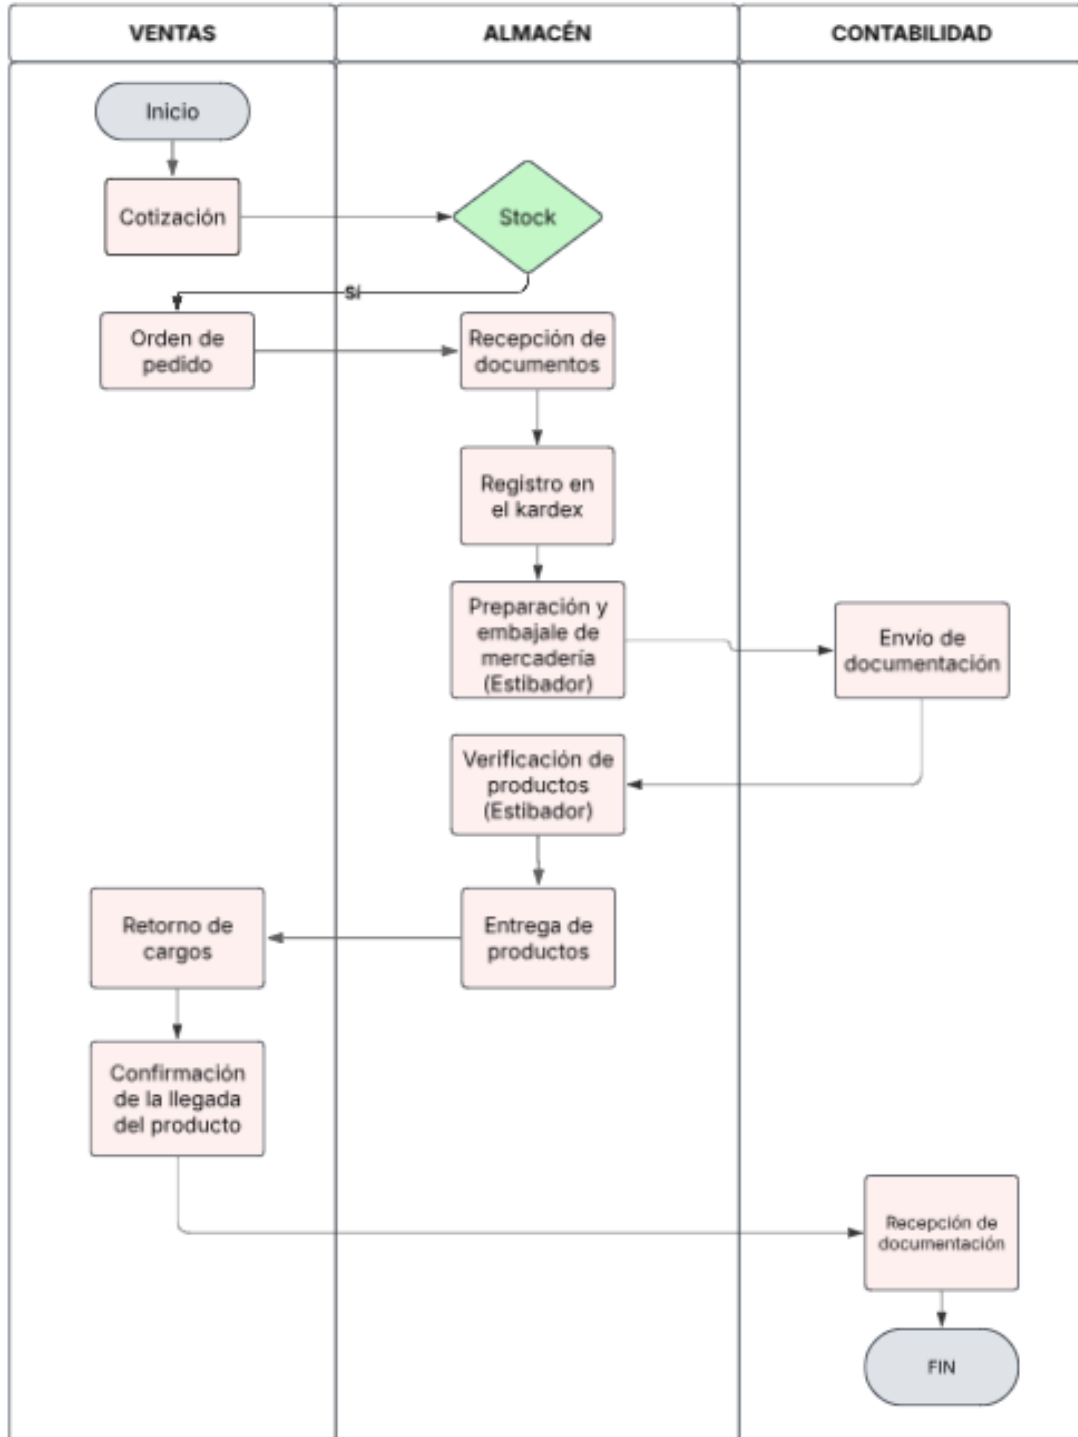 VENTAS
ALMACÉN
CONTABILIDAD
Inicio
Cotización
Stock
Sí
Orden de
pedido
Recepción de
documentos
Registro en
el kardex
Preparación y
embajale de
mercadería
(Estibador)
Envío de
documentación
Verificación de
productos
(Estibador)
Entrega de
productos
Retorno de
cargos
Confirmación
de la llegada
del producto
Recepción de
documentación
FIN